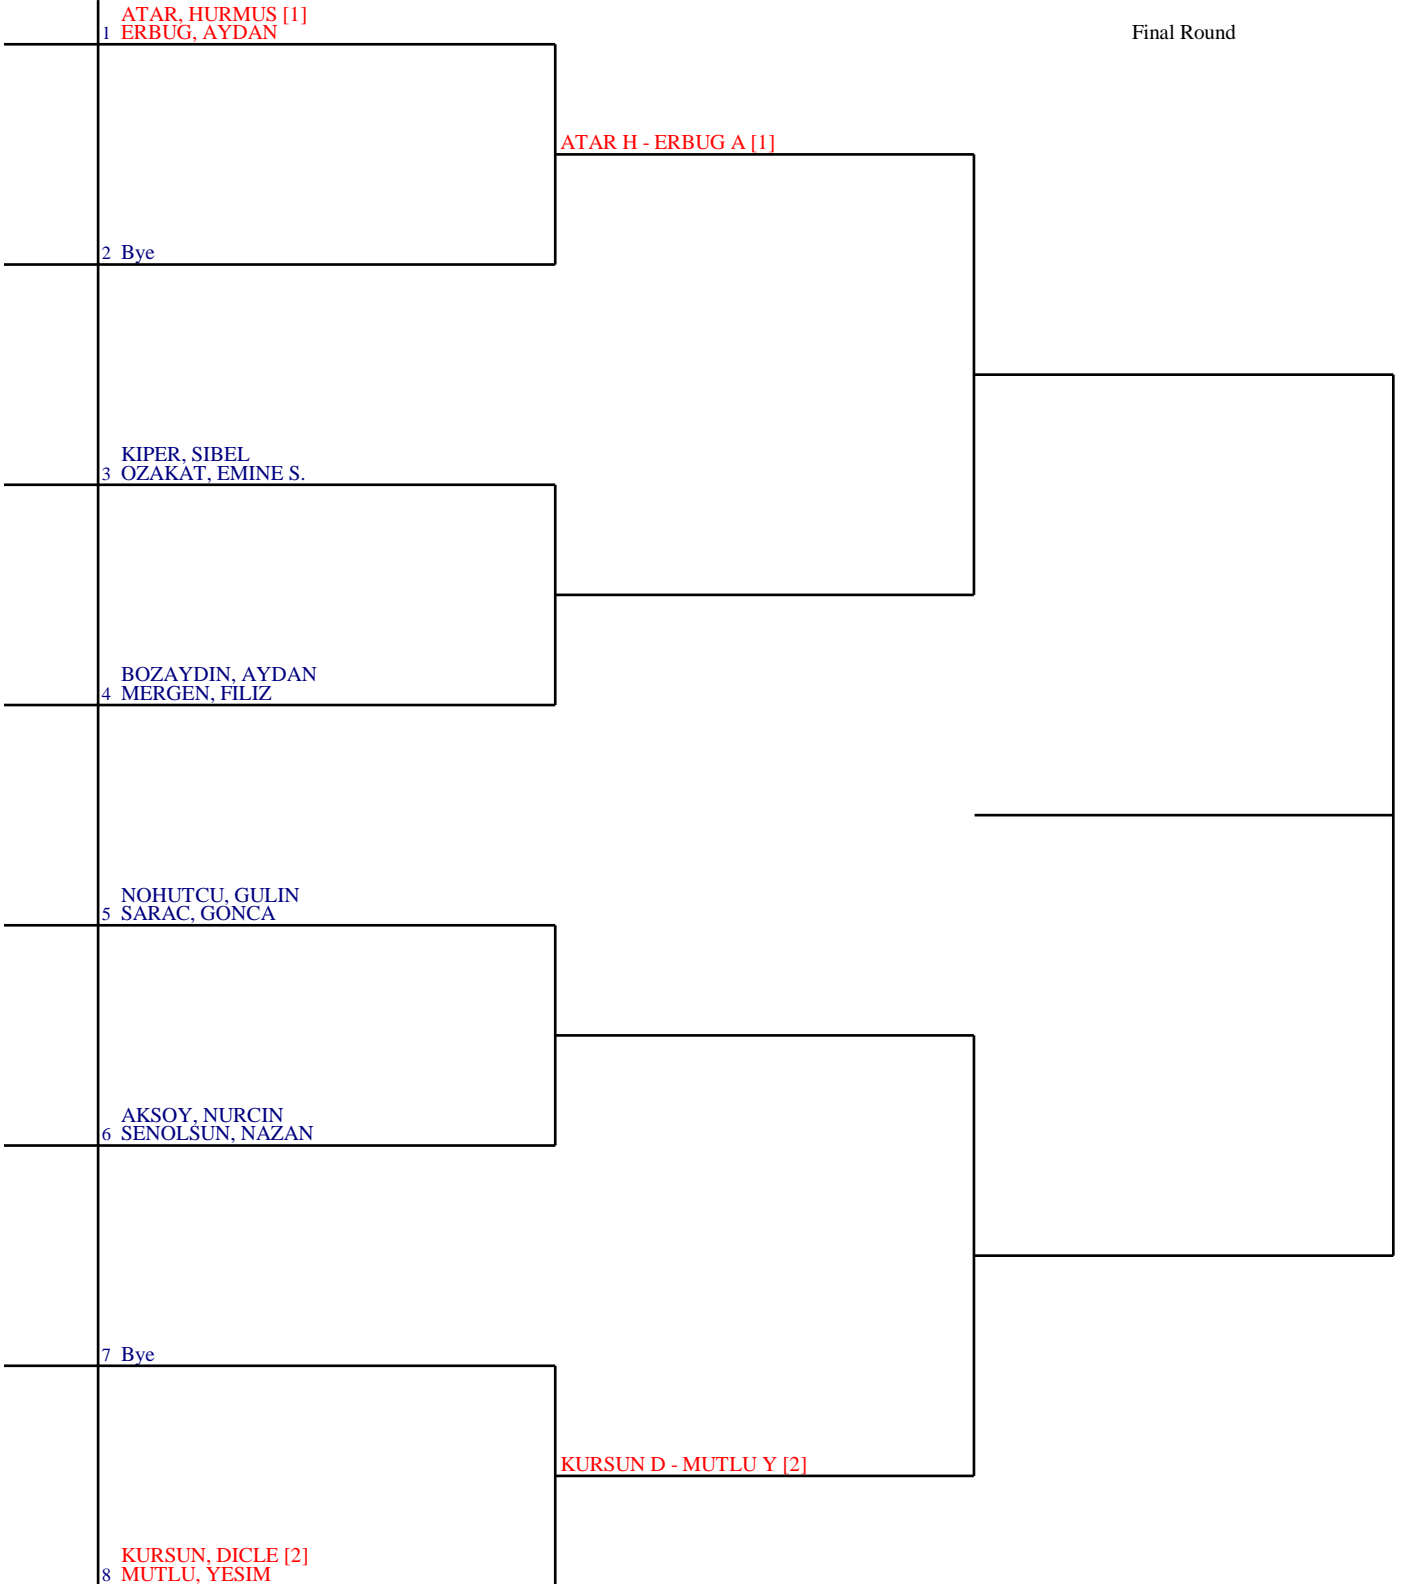 ATAR, HURMUS [1]
1 ERBUG, AYDAN
Final Round
ATAR H - ERBUG A [1]
2 Bye
KIPER, SIBEL
3 OZAKAT, EMINE S.
BOZAYDIN, AYDAN
4 MERGEN, FILIZ
NOHUTCU, GULIN
5 SARAC, GONCA
AKSOY, NURCIN
6 SENOLSUN, NAZAN
7 Bye
KURSUN D - MUTLU Y [2]
KURSUN, DICLE [2]
8 MUTLU, YESIM